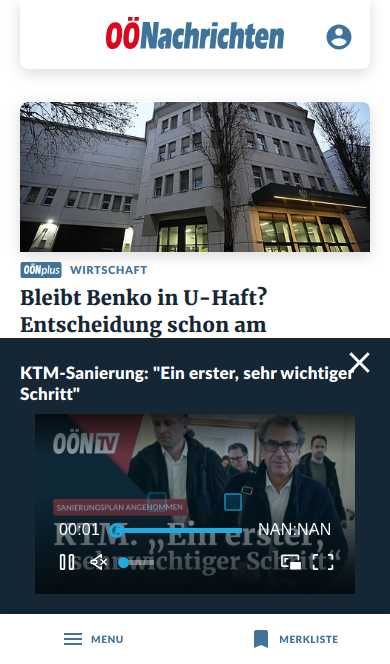 OÖNachrichten
OÖNplus WIRTSCHAFT
Bleibt Benko in U-Haft?
Entscheidung schon am
KTM-Sanierung: "Ein erster, sehr wichtiger
Schritt"
OÖN TV
SANIERUNGSPLAN ANGENOMMEN
KTM: „Ein erster,
sehr wichtiger Schritt“
00:01 NAN:NAN
MENU MERKLISTE